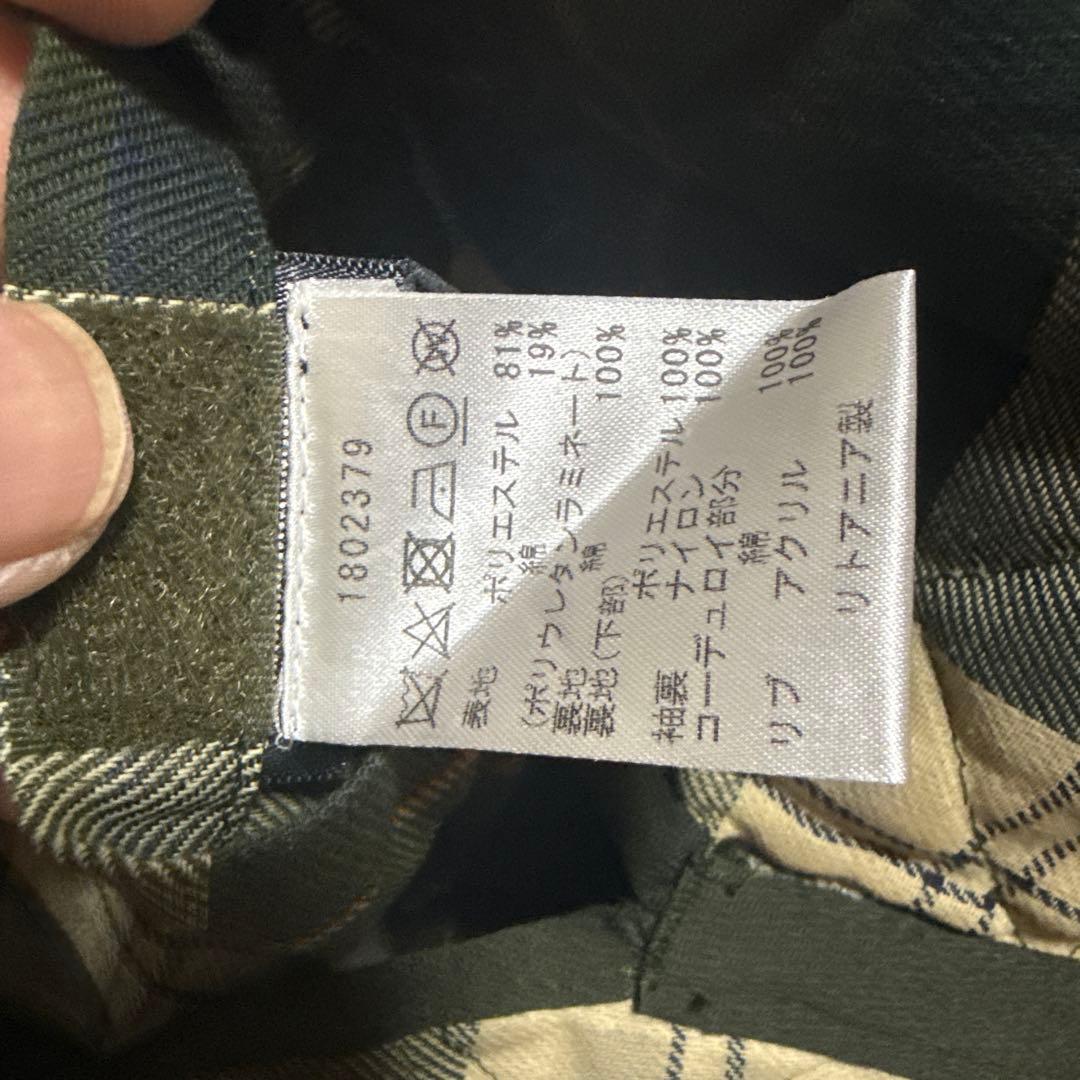 1802379
F
表地 ポリエステル 81%
綿 19%
(ポリウレタンラミネート)
裏地 綿 100%
裏地(下部)
ポリエステル 100%
袖裏 ナイロン 100%
コーデュロイ部分
綿 100%
リブ アクリル 100%
リトアニア製